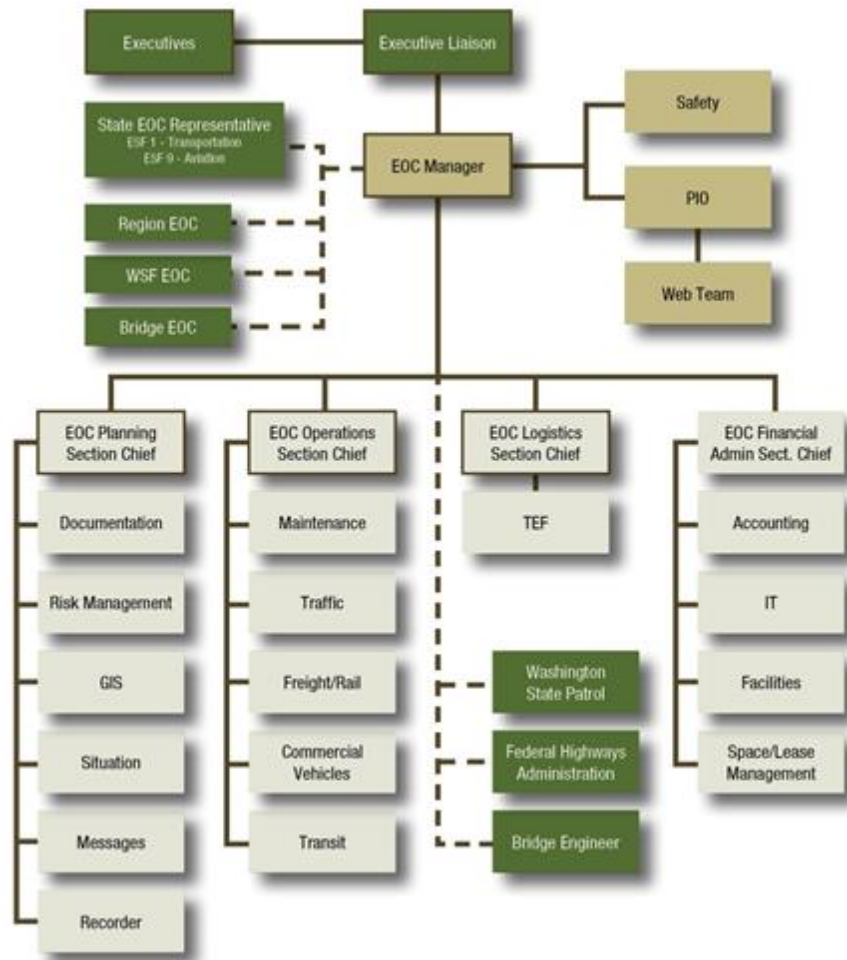 Executives
Executive Liaison
State EOC Representative
ESF 1 - Transportation
ESF 9 - Aviation
EOC Manager
Safety
PIO
Web Team
Region EOC
WSF EOC
Bridge EOC
EOC Planning
Section Chief
Documentation
Risk Management
GIS
Situation
Messages
Recorder
EOC Operations
Section Chief
Maintenance
Traffic
Freight/Rail
Commercial
Vehicles
Transit
EOC Logistics
Section Chief
TEF
Washington
State Patrol
Federal Highways
Administration
Bridge Engineer
EOC Financial
Admin Sect. Chief
Accounting
IT
Facilities
Space/Lease
Management